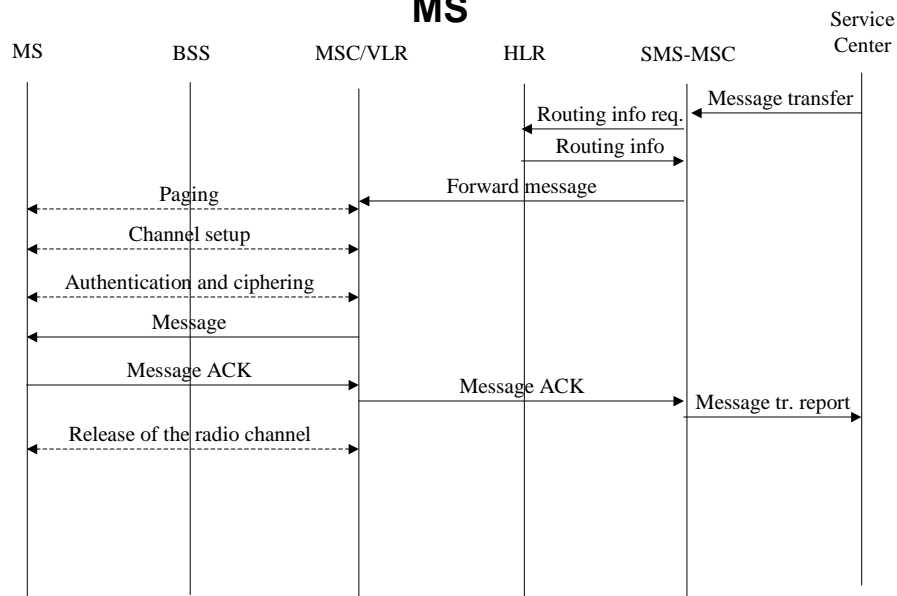 MS
Service
Center
MS
BSS
MSC/VLR
HLR
SMS-MSC
Message transfer
Routing info req.
Routing info
Forward message
Paging
Channel setup
Authentication and ciphering
Message
Message ACK
Message ACK
Message tr. report
Release of the radio channel